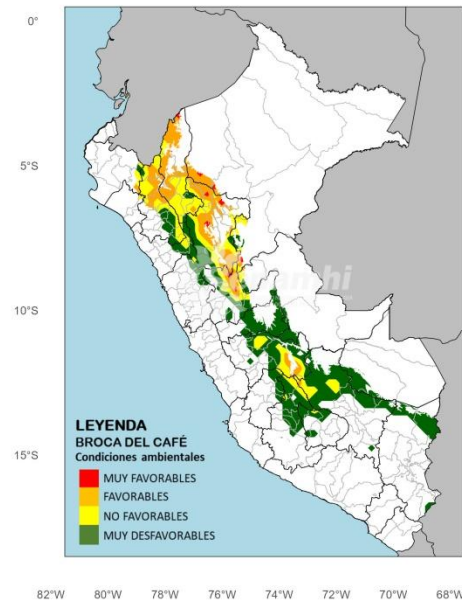 0°
5°S
10°S
15°S
senamhi
LEYENDA
BROCA DEL CAFÉ
Condiciones ambientales
MUY FAVORABLES
FAVORABLES
NO FAVORABLES
MUY DESFAVORABLES
82°W 80°W 78°W 76°W 74°W 72°W 70°W 68°W